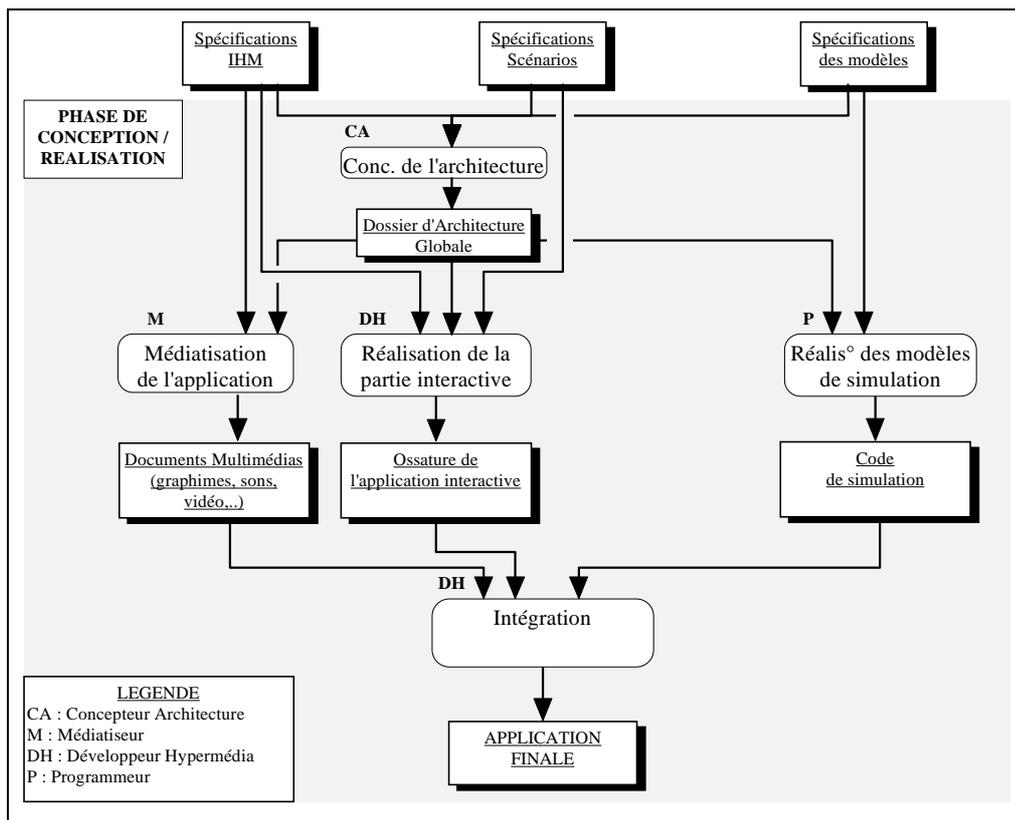 Spécifications
IHM
Spécifications
Scénarios
Spécifications
des modèles
PHASE DE
CONCEPTION /
REALISATION
CA
Conc. de l'architecture
Dossier d'Architecture
Globale
M
DH
P
Médiatisation
de l'application
Réalisation de la
partie interactive
Réalis° des modèles
de simulation
Documents Multimédias
(graphimes, sons,
vidéo,..)
Ossature de
l'application interactive
Code
de simulation
DH
Intégration
APPLICATION
FINALE
LEGENDE
CA : Concepteur Architecture
M : Médiatiseur
DH : Développeur Hypermédia
P : Programmeur